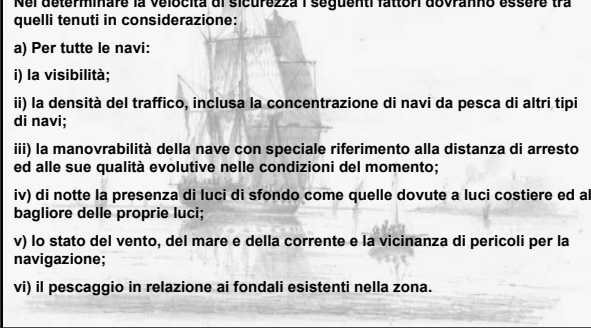 Nel determinare la velocità di sicurezza i seguenti fattori dovranno essere tra
quelli tenuti in considerazione:
a) Per tutte le navi:
i) la visibilità;
ii) la densità del traffico, inclusa la concentrazione di navi da pesca di altri tipi
di navi;
iii) la manovrabilità della nave con speciale riferimento alla distanza di arresto
ed alle sue qualità evolutive nelle condizioni del momento;
iv) di notte la presenza di luci di sfondo come quelle dovute a luci costiere ed al
bagliore delle proprie luci;
v) lo stato del vento, del mare e della corrente e la vicinanza di pericoli per la
navigazione;
vi) il pescaggio in relazione ai fondali esistenti nella zona.